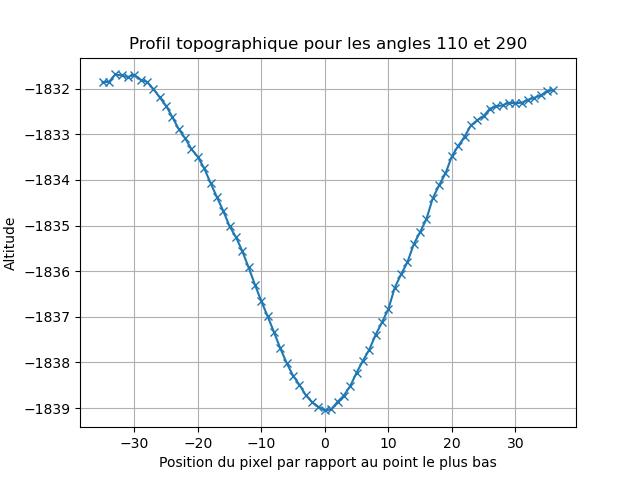 Profil topographique pour les angles 110 et 290
Altitude
−1832
−1833
−1834
−1835
−1836
−1837
−1838
−1839
−30 −20 −10 0 10 20 30
Position du pixel par rapport au point le plus bas